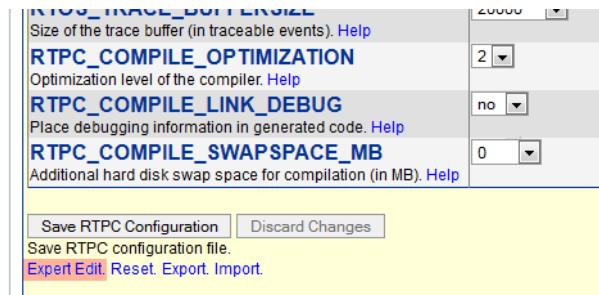 RTOS_TRACE_BUFFERSIZE 20000
Size of the trace buffer (in traceable events). Help
RTPC_COMPILE_OPTIMIZATION 2
Optimization level of the compiler. Help
RTPC_COMPILE_LINK_DEBUG no
Place debugging information in generated code. Help
RTPC_COMPILE_SWAPSPACE_MB 0
Additional hard disk swap space for compilation (in MB). Help
Save RTPC Configuration Discard Changes
Save RTPC configuration file.
Expert Edit. Reset. Export. Import.